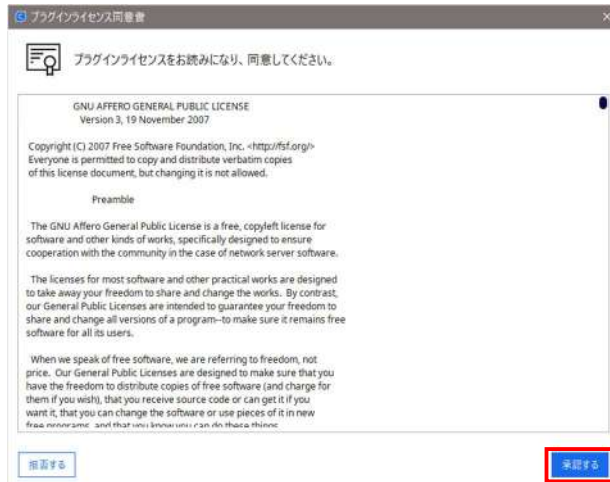 プラグインライセンス同意書
プラグインライセンスをお読みになり、同意してください。
GNU AFFERO GENERAL PUBLIC LICENSE
Version 3, 19 November 2007
Copyright (C) 2007 Free Software Foundation, Inc. <http://fsf.org/>
Everyone is permitted to copy and distribute verbatim copies
of this license document, but changing it is not allowed.
Preamble
The GNU Affero General Public License is a free, copyleft license for
software and other kinds of works, specifically designed to ensure
cooperation with the community in the case of network server software.
The licenses for most software and other practical works are designed
to take away your freedom to share and change the works. By contrast,
our General Public Licenses are intended to guarantee your freedom to
share and change all versions of a program--to make sure it remains free
software for all its users.
When we speak of free software, we are referring to freedom, not
price. Our General Public Licenses are designed to make sure that you
have the freedom to distribute copies of free software (and charge for
them if you wish), that you receive source code or can get it if you
want it, that you can change the software or use pieces of it in new
free programs, and that you know you can do these things.
拒否する
承認する